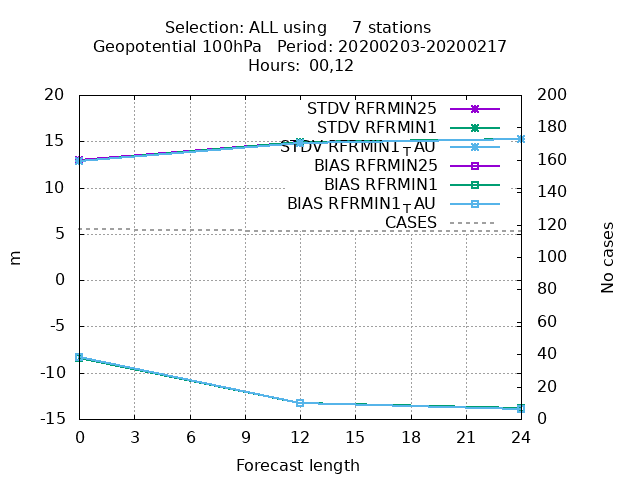 Selection: ALL using 7 stations
Geopotential 100hPa Period: 20200203-20200217
Hours: 00,12
20
15
10
5
0
-5
-10
-15
m
STDV RFRMIN25
STDV RFRMIN1
STDV RFRMIN1TAU
BIAS RFRMIN25
BIAS RFRMIN1
BIAS RFRMIN1TAU
CASES
200
180
160
140
120
100
80
60
40
20
0
No cases
0 3 6 9 12 15 18 21 24
Forecast length